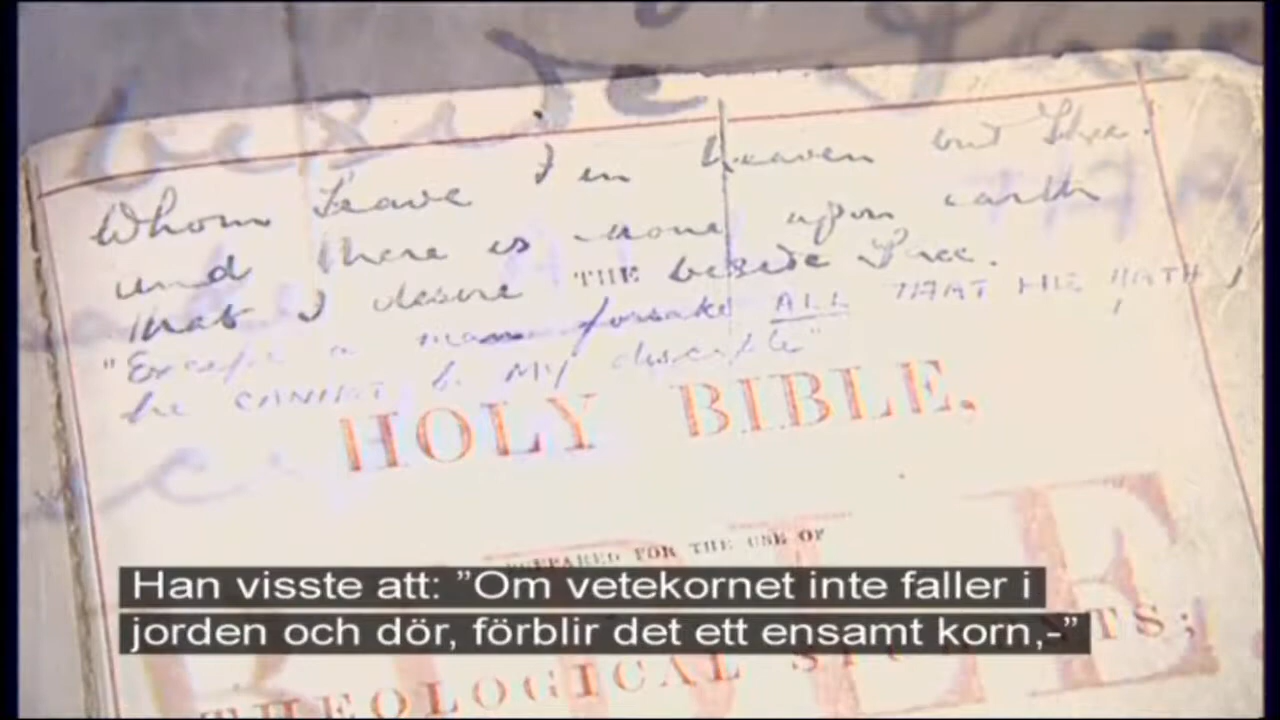 Whom have I in heaven but Thee.
and there is none upon earth
that I desire beside Thee.
THE
"Except a man forsake ALL THAT HE HATH,
he CANNOT be My disciple"
HOLY BIBLE,
PREPARED FOR THE USE OF
THEOLOGICAL STUDENTS;
Han visste att: ”Om vetekornet inte faller i
jorden och dör, förblir det ett ensamt korn,-”